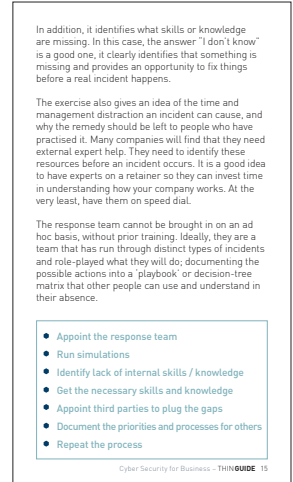 In addition, it identifies what skills or knowledge
are missing. In this case, the answer "I don't know"
is a good one, it clearly identifies that something is
missing and provides an opportunity to fix things
before a real incident happens.
The exercise also gives an idea of the time and
management distraction an incident can cause, and
why the remedy should be left to people who have
practised it. Many companies will find that they need
external expert help. They need to identify these
resources before an incident occurs. It is a good idea
to have experts on a retainer so they can invest time
in understanding how your company works. At the
very least, have them on speed dial.
The response team cannot be brought in on an ad
hoc basis, without prior training. Ideally, they are a
team that has run through distinct types of incidents
and role-played what they will do; documenting the
possible actions into a 'playbook' or decision-tree
matrix that other people can use and understand in
their absence.
• Appoint the response team
• Run simulations
• Identify lack of internal skills / knowledge
• Get the necessary skills and knowledge
• Appoint third parties to plug the gaps
• Document the priorities and processes for others
• Repeat the process
Cyber Security for Business – THINGUIDE 15